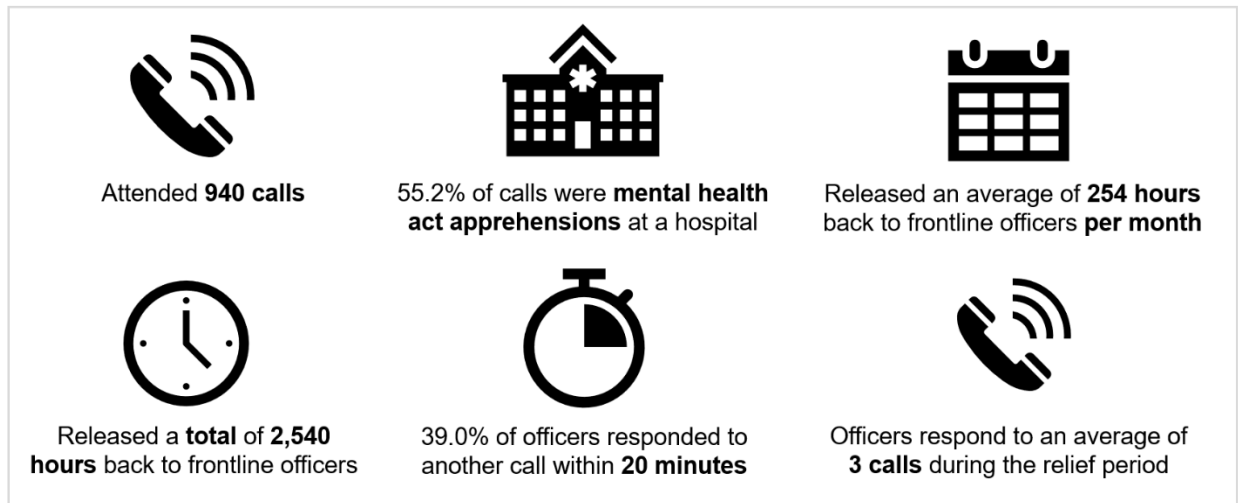 Attended 940 calls
55.2% of calls were mental health
act apprehensions at a hospital
Released an average of 254 hours
back to frontline officers per month
Released a total of 2,540
hours back to frontline officers
39.0% of officers responded to
another call within 20 minutes
Officers respond to an average of
3 calls during the relief period